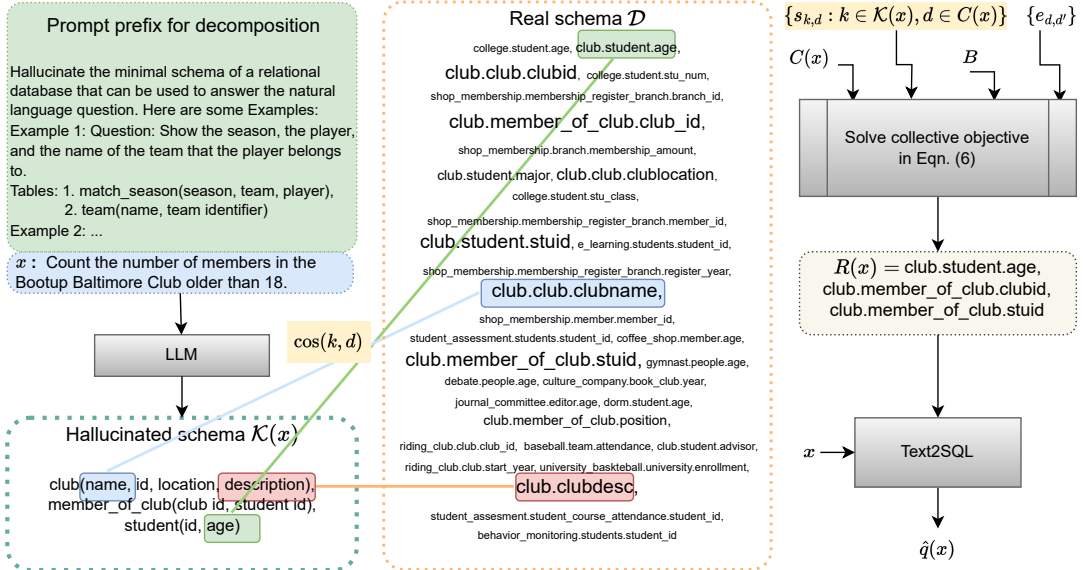 Prompt prefix for decomposition
Hallucinate the minimal schema of a relational
database that can be used to answer the natural
language question. Here are some Examples:
Example 1: Question: Show the season, the player,
and the name of the team that the player belongs
to.
Tables: 1. match_season(season, team, player),
2. team(name, team identifier)
Example 2: ...
x : Count the number of members in the
Bootup Baltimore Club older than 18.
LLM
cos(k, d)
Hallucinated schema K(x)
club(name, id, location, description),
member_of_club(club id, student id),
student(id, age)
Real schema D
college.student.age, club.student.age,
club.club.clubid, college.student.stu_num,
shop_membership.membership_register_branch.branch_id,
club.member_of_club.club_id,
shop_membership.branch.membership_amount,
club.student.major, club.club.clublocation,
college.student.stu_class,
shop_membership.membership_register_branch.member_id,
club.student.stuid, e_learning.students.student_id,
shop_membership.membership_register_branch.register_year,
club.club.clubname,
shop_membership.member.member_id,
student_assessment.students.student_id, coffee_shop.member.age,
club.member_of_club.stuid, gymnast.people.age,
debate.people.age, culture_company.book_club.year,
journal_committee.editor.age, dorm.student.age,
club.member_of_club.position,
riding_club.club.club_id, baseball.team.attendance, club.student.advisor,
riding_club.club.start_year, university_baskteball.university.enrollment,
club.clubdesc,
student_assesment.student_course_attendance.student_id,
behavior_monitoring.students.student_id
{s_{k,d} : k ∈ K(x), d ∈ C(x)} {e_{d,d'}}
C(x) B
Solve collective objective
in Eqn. (6)
R(x) = club.student.age,
club.member_of_club.clubid,
club.member_of_club.stuid
x Text2SQL
q̂(x)